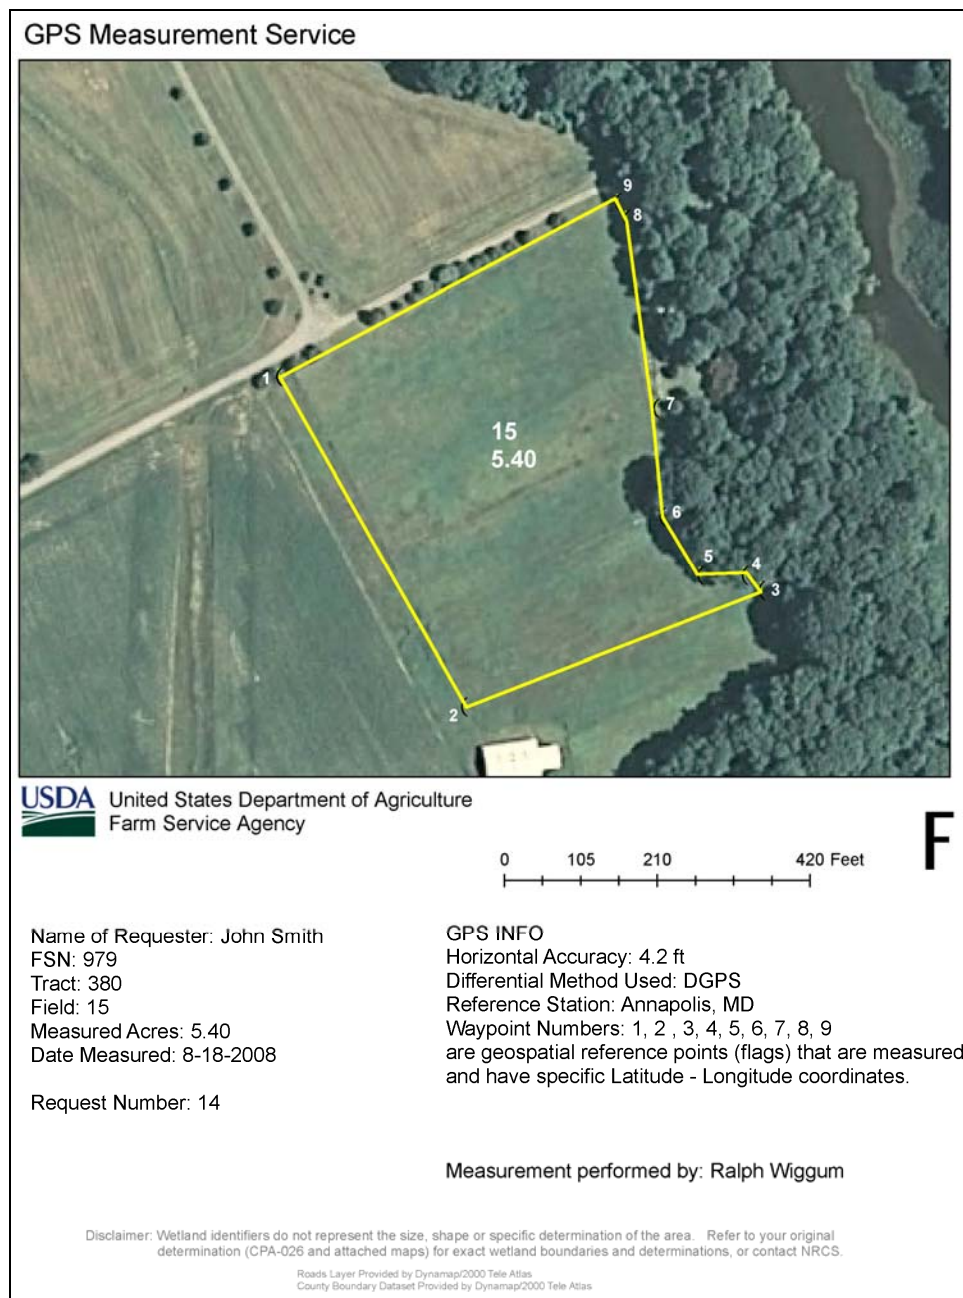 GPS Measurement Service
9
8
1
7
15
5.40
6
5
4
3
2
USDA United States Department of Agriculture
Farm Service Agency
F
0 105 210 420 Feet
Name of Requester: John Smith
FSN: 979
Tract: 380
Field: 15
Measured Acres: 5.40
Date Measured: 8-18-2008
Request Number: 14
GPS INFO
Horizontal Accuracy: 4.2 ft
Differential Method Used: DGPS
Reference Station: Annapolis, MD
Waypoint Numbers: 1, 2 , 3, 4, 5, 6, 7, 8, 9
are geospatial reference points (flags) that are measured
and have specific Latitude - Longitude coordinates.
Measurement performed by: Ralph Wiggum
Disclaimer: Wetland identifiers do not represent the size, shape or specific determination of the area. Refer to your original
determination (CPA-026 and attached maps) for exact wetland boundaries and determinations, or contact NRCS.
Roads Layer Provided by Dynamap/2000 Tele Atlas
County Boundary Dataset Provided by Dynamap/2000 Tele Atlas